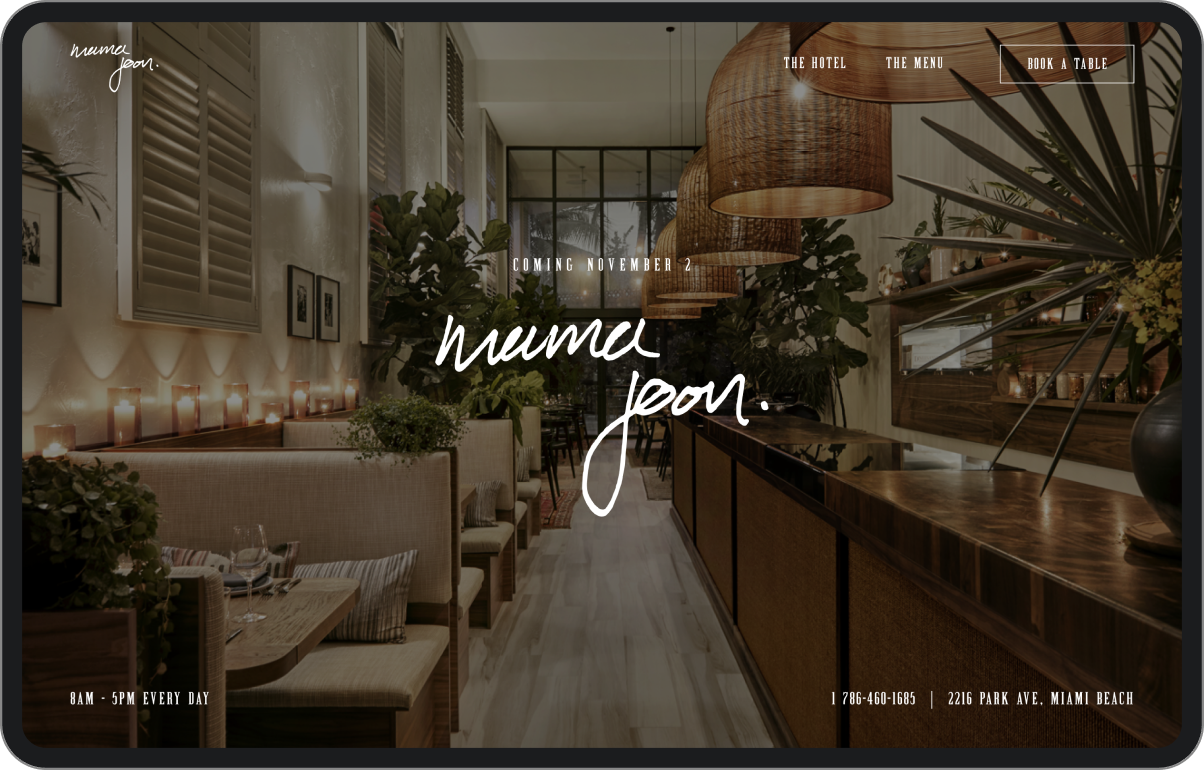 mama
joon.
THE HOTEL THE MENU BOOK A TABLE
COMING NOVEMBER 2
mama
joon.
8AM - 5PM EVERY DAY
1 786-460-1685 | 2216 PARK AVE, MIAMI BEACH